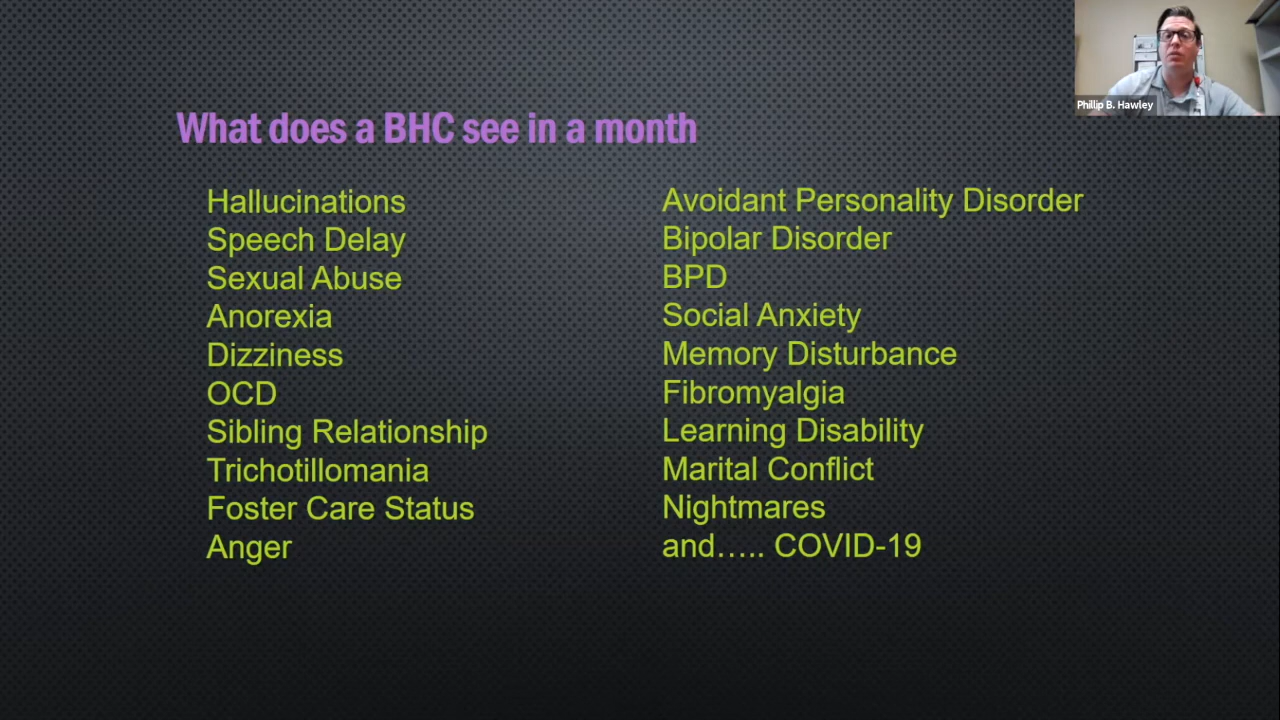 Phillip B. Hawley
What does a BHC see in a month
Hallucinations
Speech Delay
Sexual Abuse
Anorexia
Dizziness
OCD
Sibling Relationship
Trichotillomania
Foster Care Status
Anger
Avoidant Personality Disorder
Bipolar Disorder
BPD
Social Anxiety
Memory Disturbance
Fibromyalgia
Learning Disability
Marital Conflict
Nightmares
and….. COVID-19